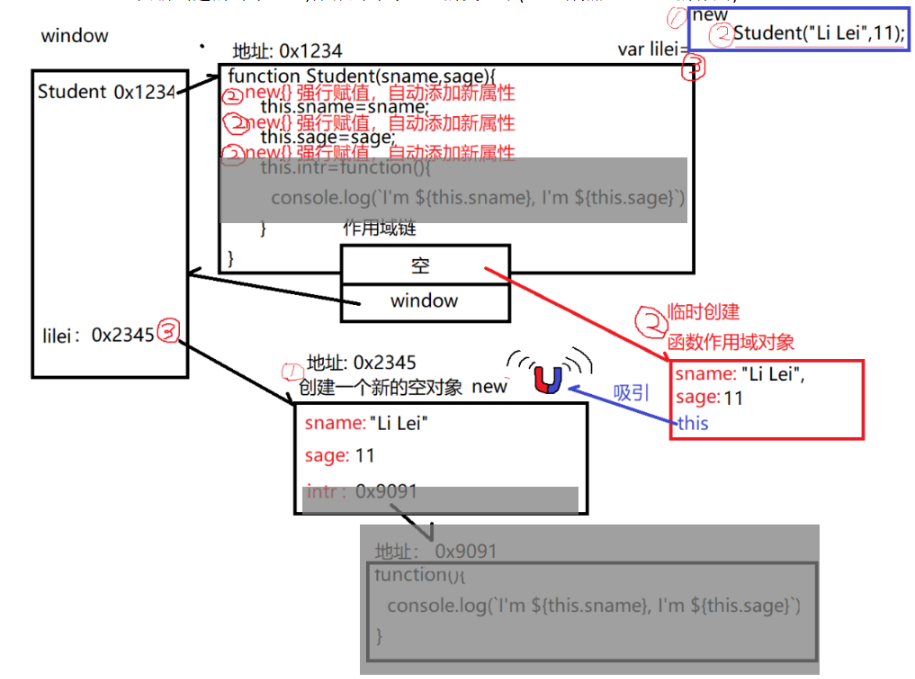 ① new
window
② Student("Li Lei",11);
地址: 0x1234
var lilei=
③
Student 0x1234
function Student(sname,sage){
② new{} 强行赋值，自动添加新属性
this.sname=sname;
② new{} 强行赋值，自动添加新属性
this.sage=sage;
② new{} 强行赋值，自动添加新属性
this.intr=function(){
console.log(`I'm ${this.sname}, I'm ${this.sage}`)
}
作用域链
}
空
window
② 临时创建
函数作用域对象
lilei: 0x2345 ③
① 地址: 0x2345
创建一个新的空对象 new
sname: "Li Lei",
sage: 11
this
吸引
sname: "Li Lei"
sage: 11
intr: 0x9091
地址: 0x9091
function(){
console.log(`I'm ${this.sname}, I'm ${this.sage}`)
}